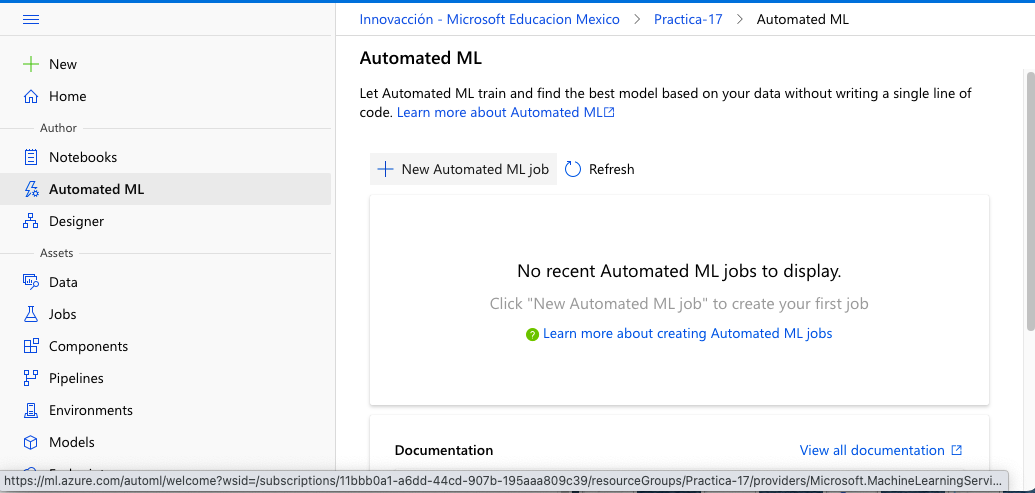 Innovacción - Microsoft Educacion Mexico > Practica-17 > Automated ML
New
Home
Author
Notebooks
Automated ML
Designer
Assets
Data
Jobs
Components
Pipelines
Environments
Models
Automated ML
Let Automated ML train and find the best model based on your data without writing a single line of
code. Learn more about Automated ML
New Automated ML job
Refresh
No recent Automated ML jobs to display.
Click "New Automated ML job" to create your first job
? Learn more about creating Automated ML jobs
Documentation
View all documentation
https://ml.azure.com/automl/welcome?wsid=/subscriptions/11bbb0a1-a6dd-44cd-907b-195aaa809c39/resourceGroups/Practica-17/providers/Microsoft.MachineLearningServi...